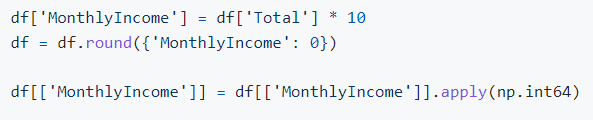 df['MonthlyIncome'] = df['Total'] * 10
df = df.round({'MonthlyIncome': 0})
df[['MonthlyIncome']] = df[['MonthlyIncome']].apply(np.int64)